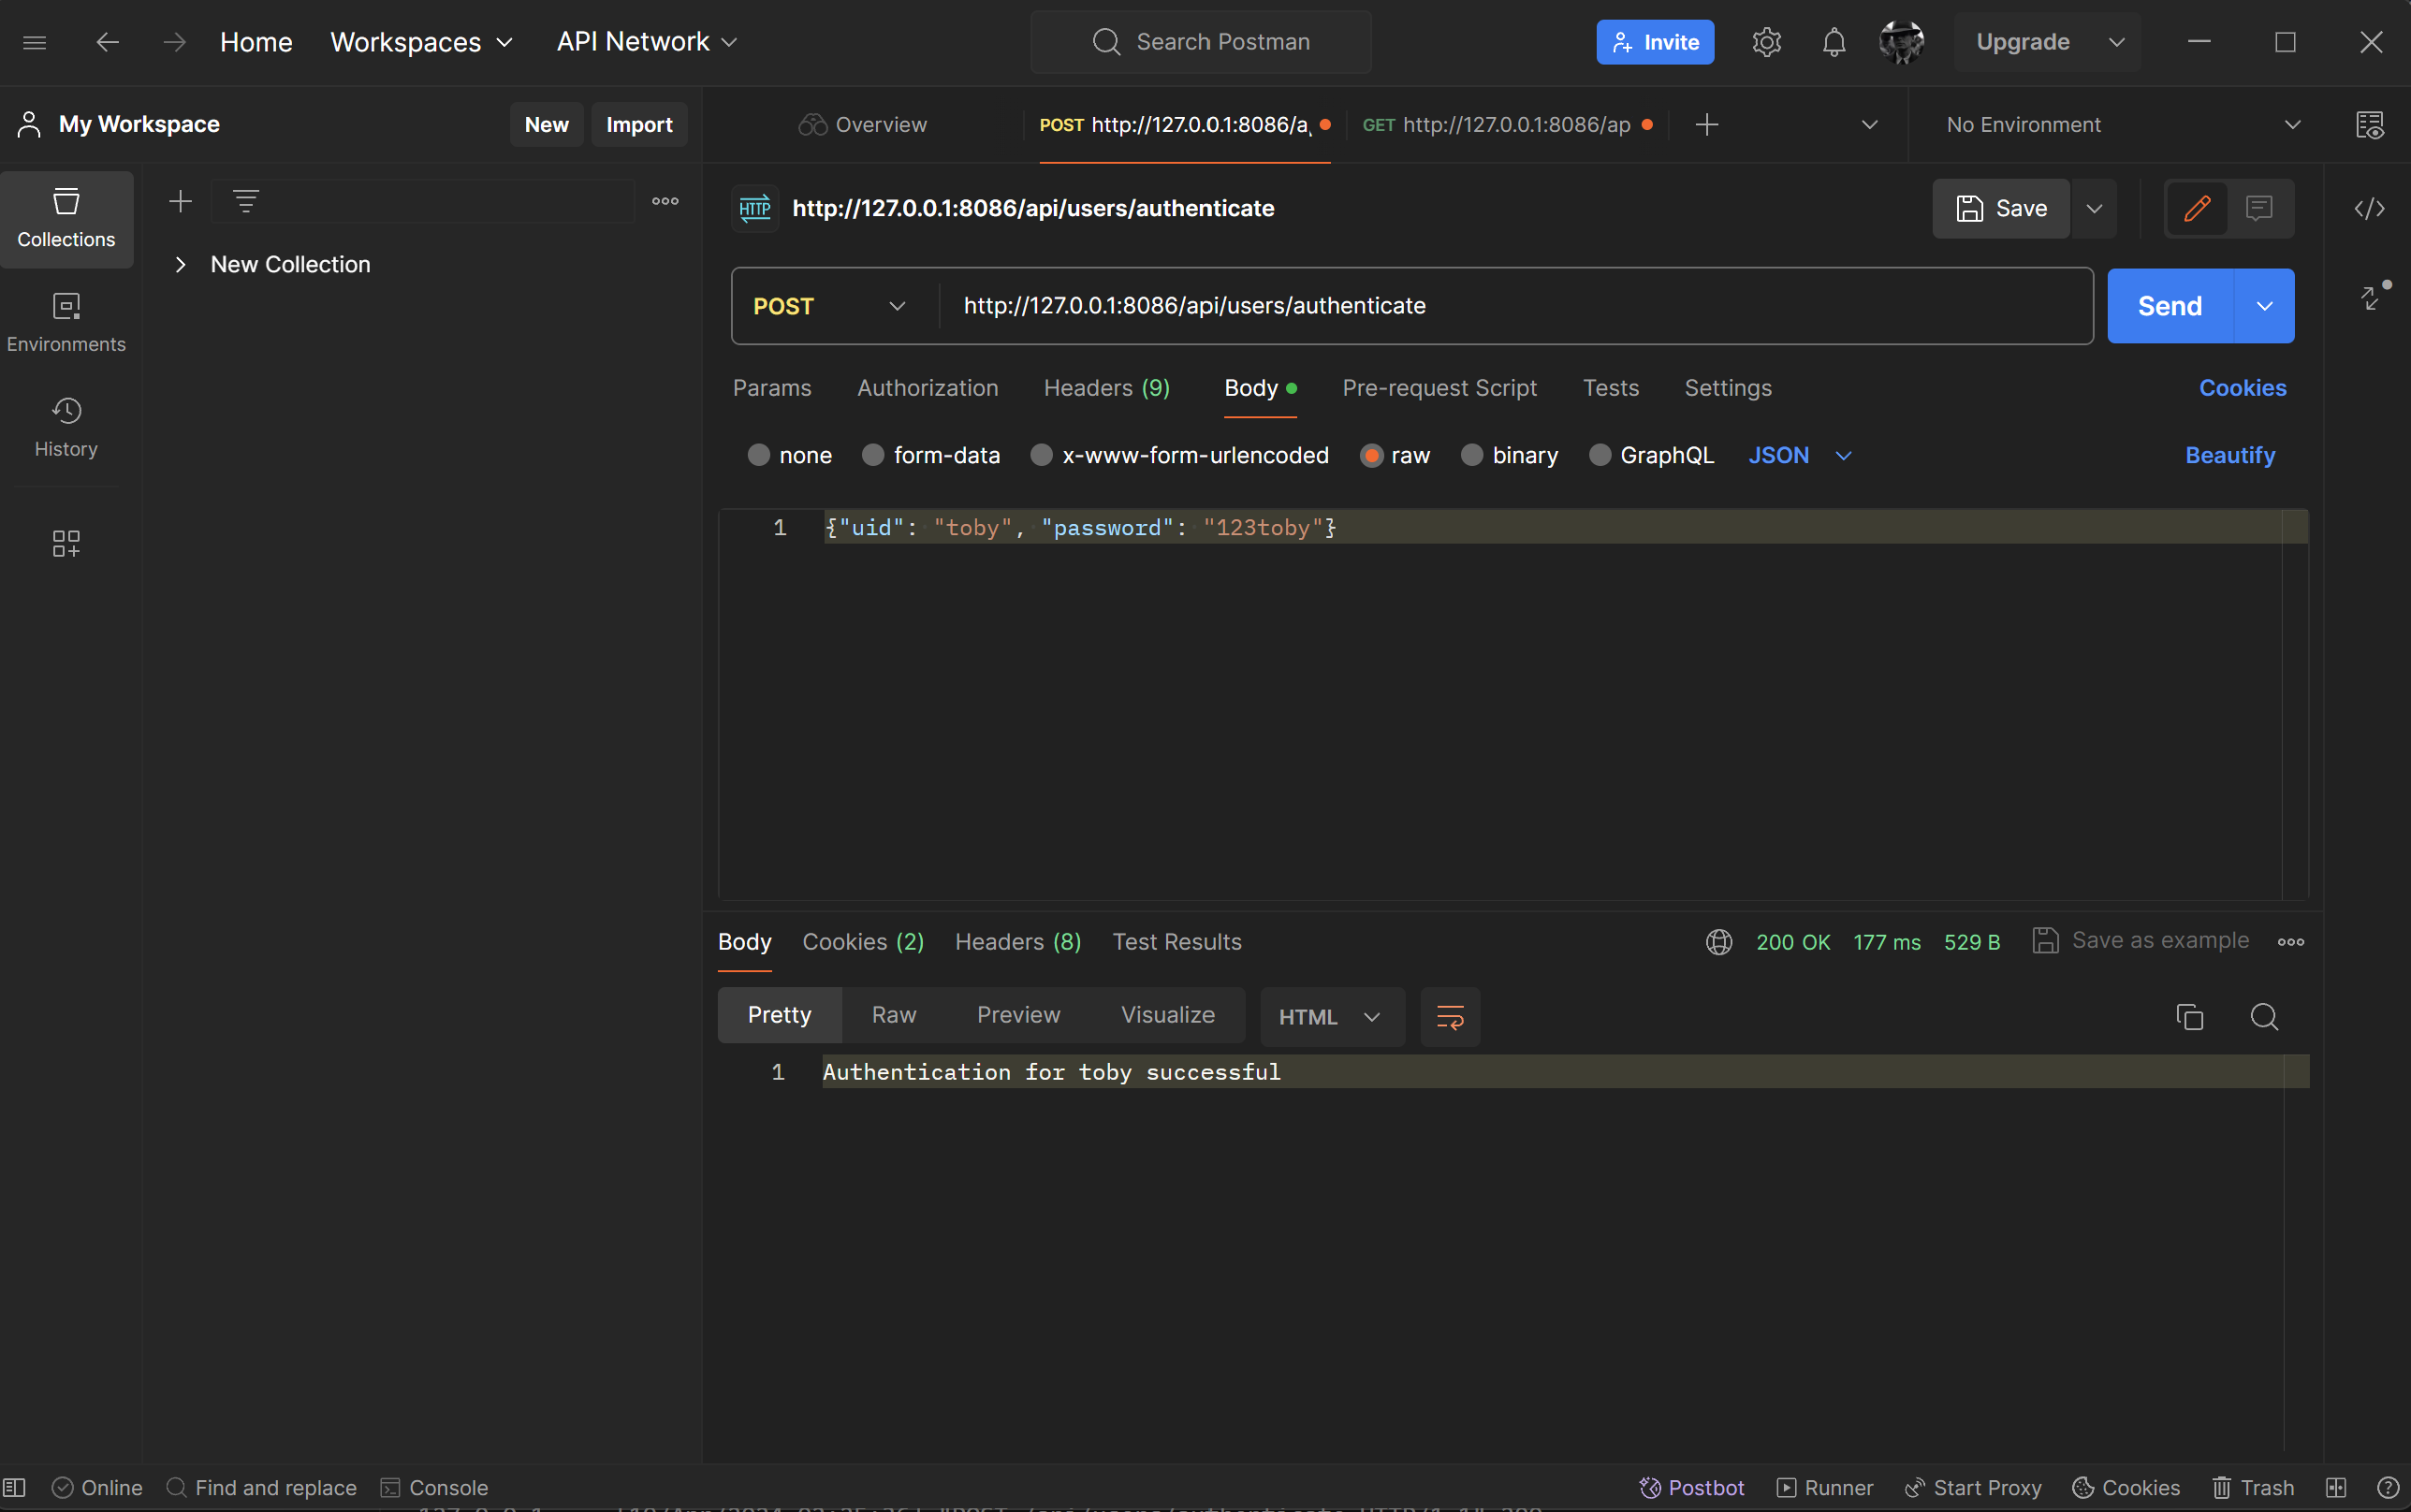 Home Workspaces API Network Search Postman Invite Upgrade
My Workspace New Import Overview POST http://127.0.0.1:8086/a GET http://127.0.0.1:8086/ap No Environment
Collections
Environments
History
New Collection
HTTP http://127.0.0.1:8086/api/users/authenticate Save
POST http://127.0.0.1:8086/api/users/authenticate Send
Params Authorization Headers (9) Body Pre-request Script Tests Settings Cookies
none form-data x-www-form-urlencoded raw binary GraphQL JSON Beautify
1 {"uid": "toby", "password": "123toby"}
Body Cookies (2) Headers (8) Test Results 200 OK 177 ms 529 B Save as example
Pretty Raw Preview Visualize HTML
1 Authentication for toby successful
Online Find and replace Console Postbot Runner Start Proxy Cookies Trash